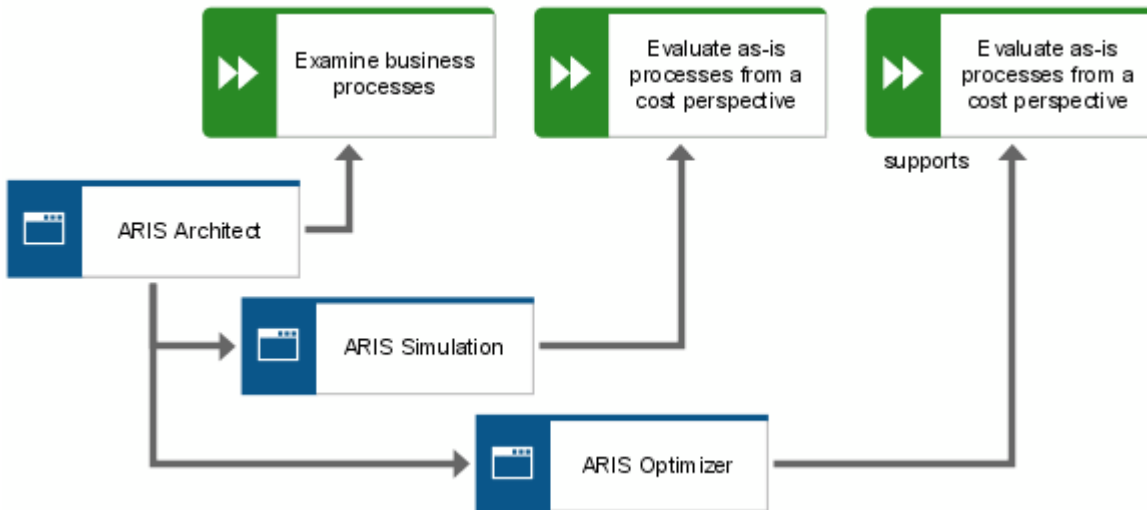 Examine business
processes
Evaluate as-is
processes from a
cost perspective
Evaluate as-is
processes from a
cost perspective
supports
ARIS Architect
ARIS Simulation
ARIS Optimizer